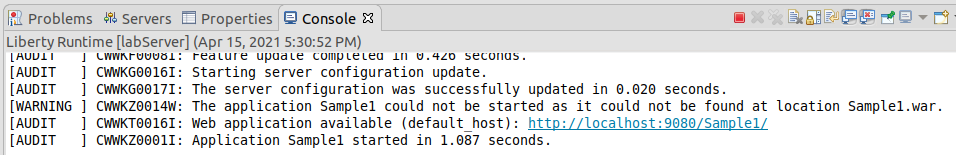 Problems Servers Properties Console
Liberty Runtime [labServer] (Apr 15, 2021 5:30:52 PM)
[AUDIT   ] CWWKF0008I: Feature update completed in 0.426 seconds.
[AUDIT   ] CWWKG0016I: Starting server configuration update.
[AUDIT   ] CWWKG0017I: The server configuration was successfully updated in 0.020 seconds.
[WARNING ] CWWKZ0014W: The application Sample1 could not be started as it could not be found at location Sample1.war.
[AUDIT   ] CWWKT0016I: Web application available (default_host): http://localhost:9080/Sample1/
[AUDIT   ] CWWKZ0001I: Application Sample1 started in 1.087 seconds.